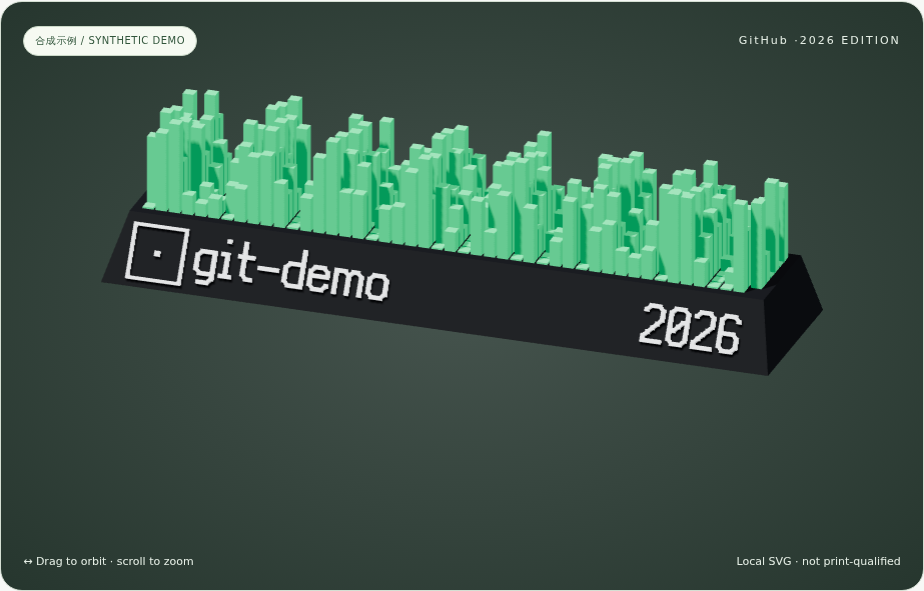 合成示例 / SYNTHETIC DEMO
GitHub ·2026 EDITION
git-demo
2026
↔ Drag to orbit · scroll to zoom
Local SVG · not print-qualified